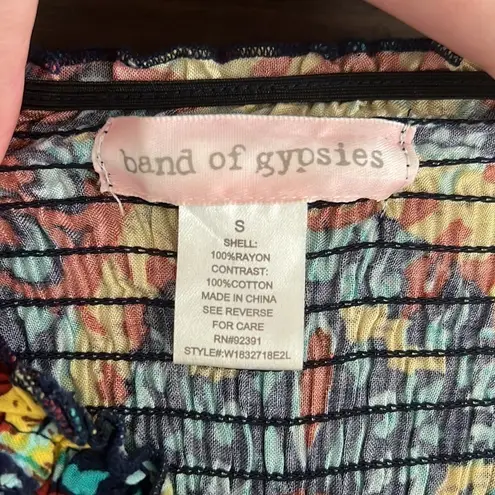 band of gypsies
S
SHELL:
100%RAYON
CONTRAST:
100%COTTON
MADE IN CHINA
SEE REVERSE
FOR CARE
RN#92391
STYLE#:W1832718E2L